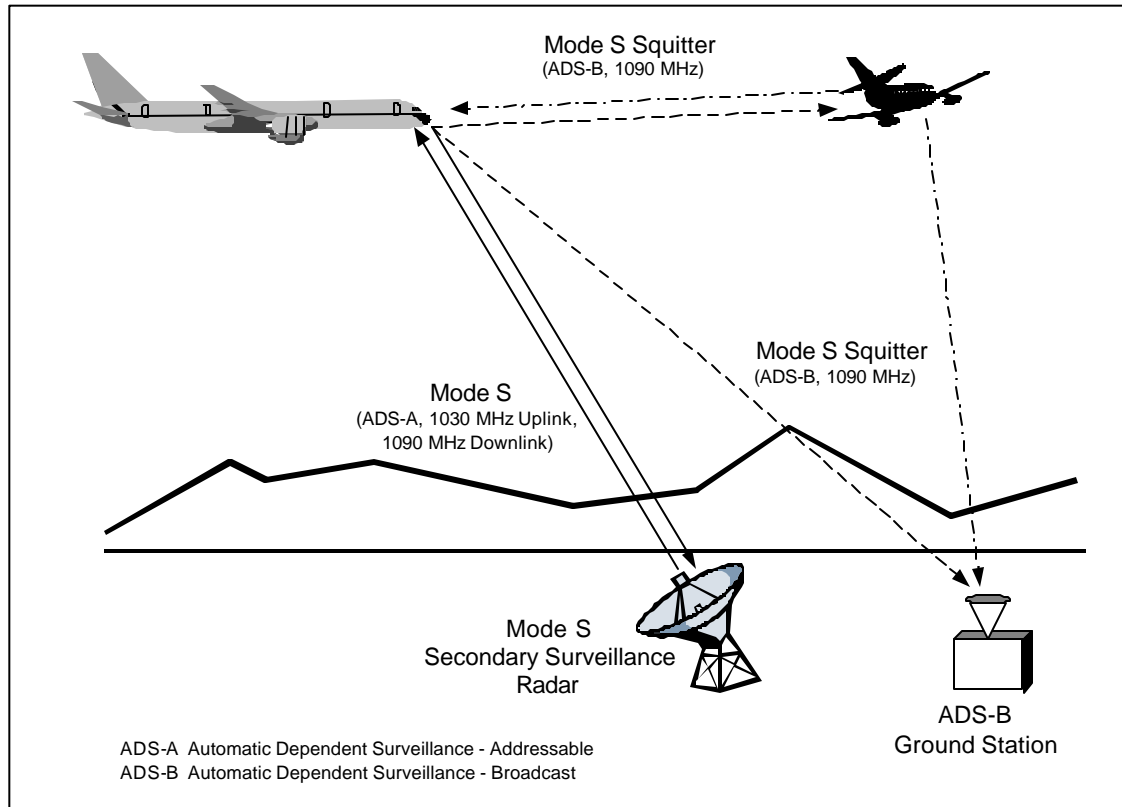 Mode S Squitter
(ADS-B, 1090 MHz)
Mode S Squitter
(ADS-B, 1090 MHz)
Mode S
(ADS-A, 1030 MHz Uplink,
1090 MHz Downlink)
Mode S
Secondary Surveillance
Radar
ADS-B
Ground Station
ADS-A Automatic Dependent Surveillance - Addressable
ADS-B Automatic Dependent Surveillance - Broadcast